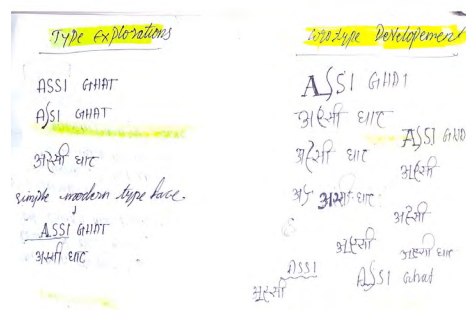 Type Explorations
ASSI GHAT
ASSI GHAT
अस्सी घाट
simple modern type face.
ASSI GHAT
अस्सी घाट
Logotype Developement
ASSI GHAT
अस्सी घाट
ASSI GHAT
अस्सी घाट
अस्सी
अस्सी घाट
अस्सी
अस्सी
अस्सी घाट
ASSI
ASSI Ghat
अस्सी